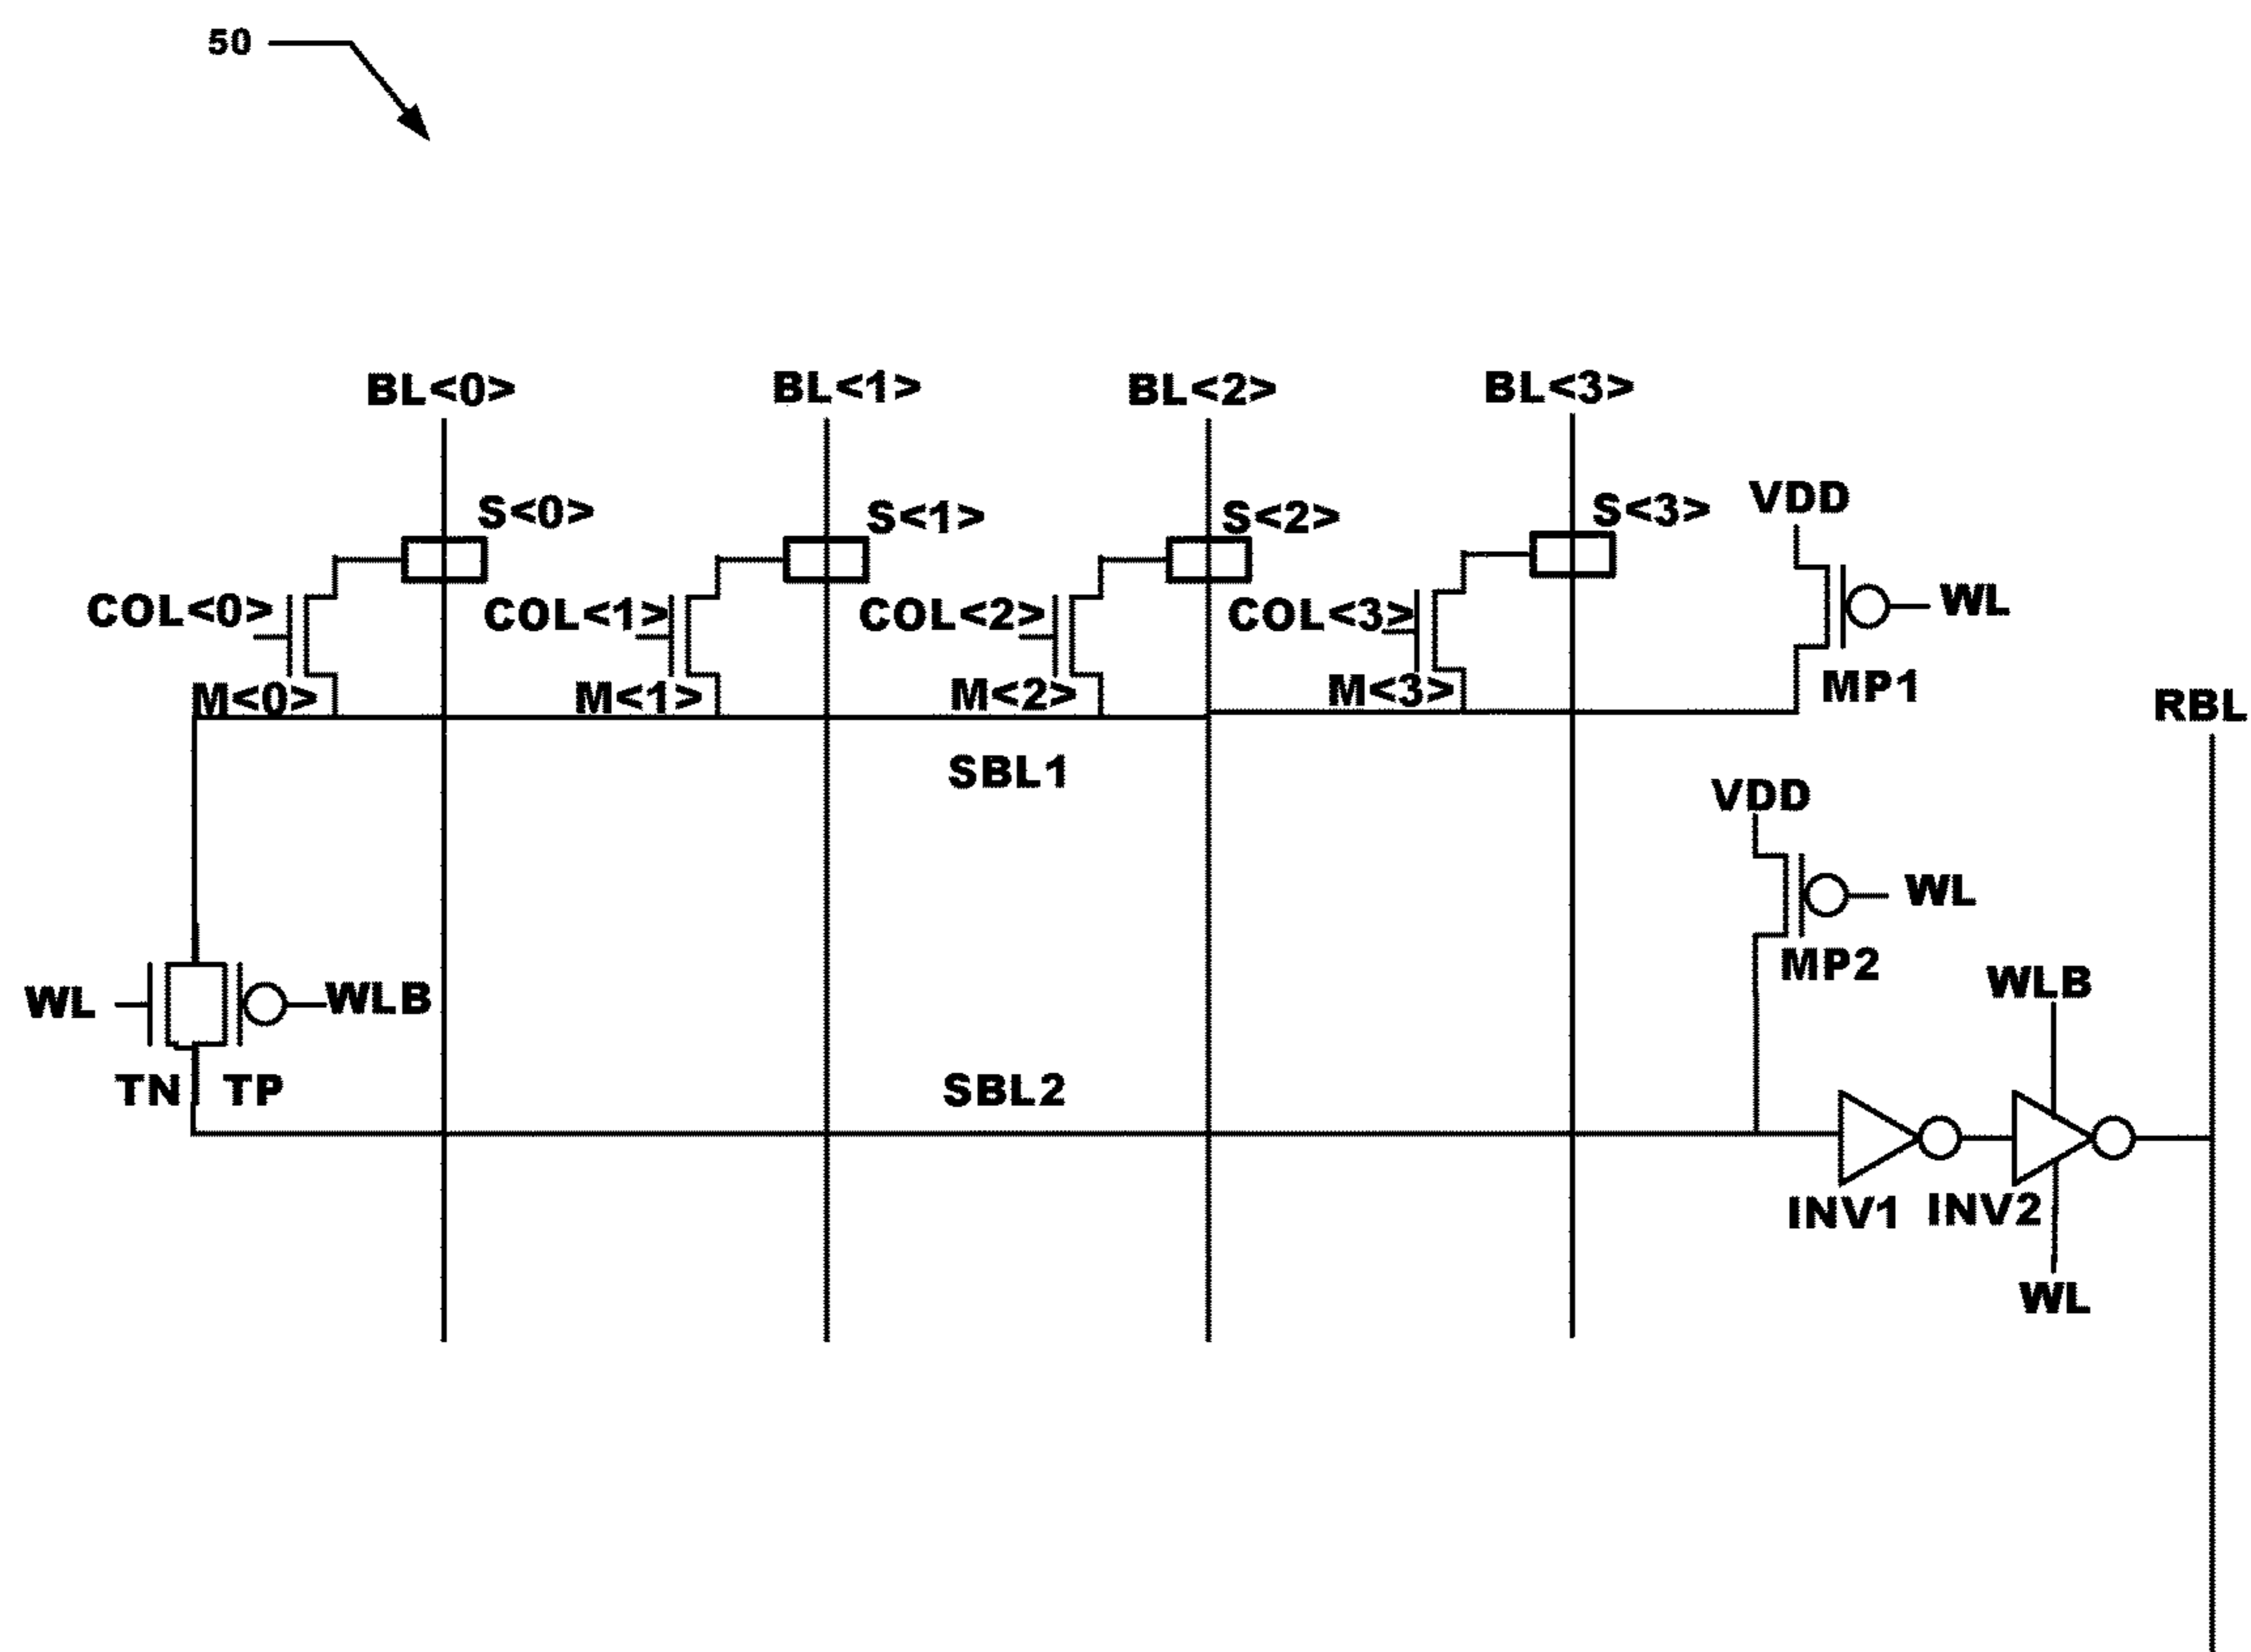 50
BL<0> BL<1> BL<2> BL<3>
S<0> S<1> S<2> S<3> VDD
COL<0> COL<1> COL<2> COL<3> WL
M<0> M<1> M<2> M<3> MP1
RBL
SBL1
VDD
WL
MP2
WL WLB WLB
TN TP SBL2
INV1 INV2
WL